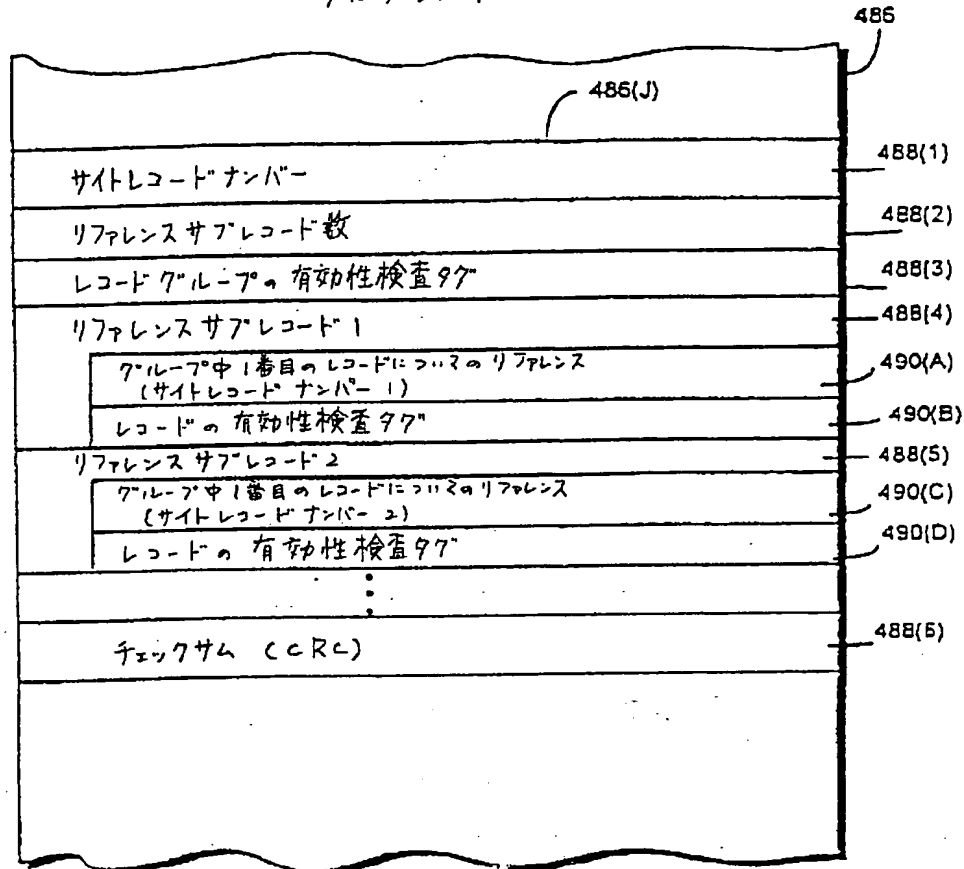 486
486(J)
サイトレコードナンバー 488(1)
リファレンスサブレコード数 488(2)
レコードグループの有効性検査タグ 488(3)
リファレンスサブレコード1 488(4)
グループ中1番目のレコードについてのリファレンス
(サイトレコードナンバー1) 490(A)
レコードの有効性検査タグ 490(B)
リファレンスサブレコード2 488(5)
グループ中1番目のレコードについてのリファレンス
(サイトレコードナンバー2) 490(C)
レコードの有効性検査タグ 490(D)
チェックサム (CRC) 488(6)